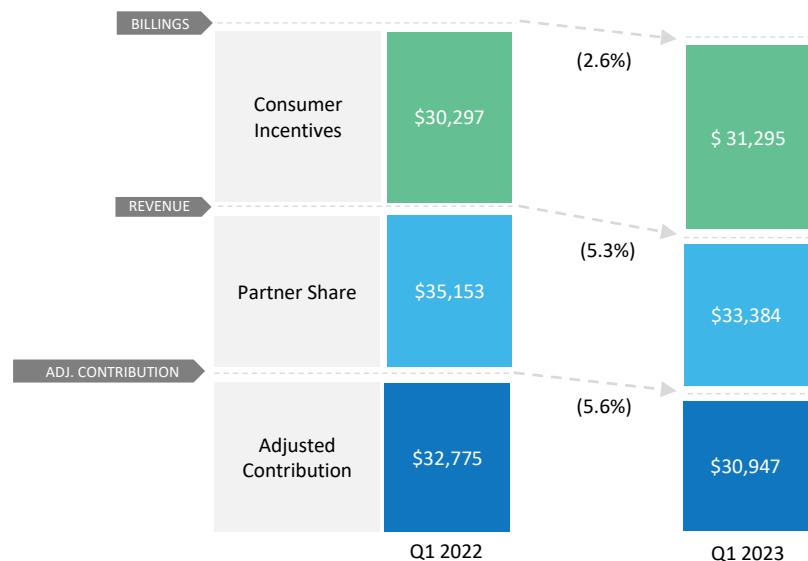 BILLINGS
(2.6%)
Consumer
Incentives
$30,297
$ 31,295
REVENUE
(5.3%)
Partner Share
$35,153
$33,384
ADJ. CONTRIBUTION
(5.6%)
Adjusted
Contribution
$32,775
$30,947
Q1 2022
Q1 2023